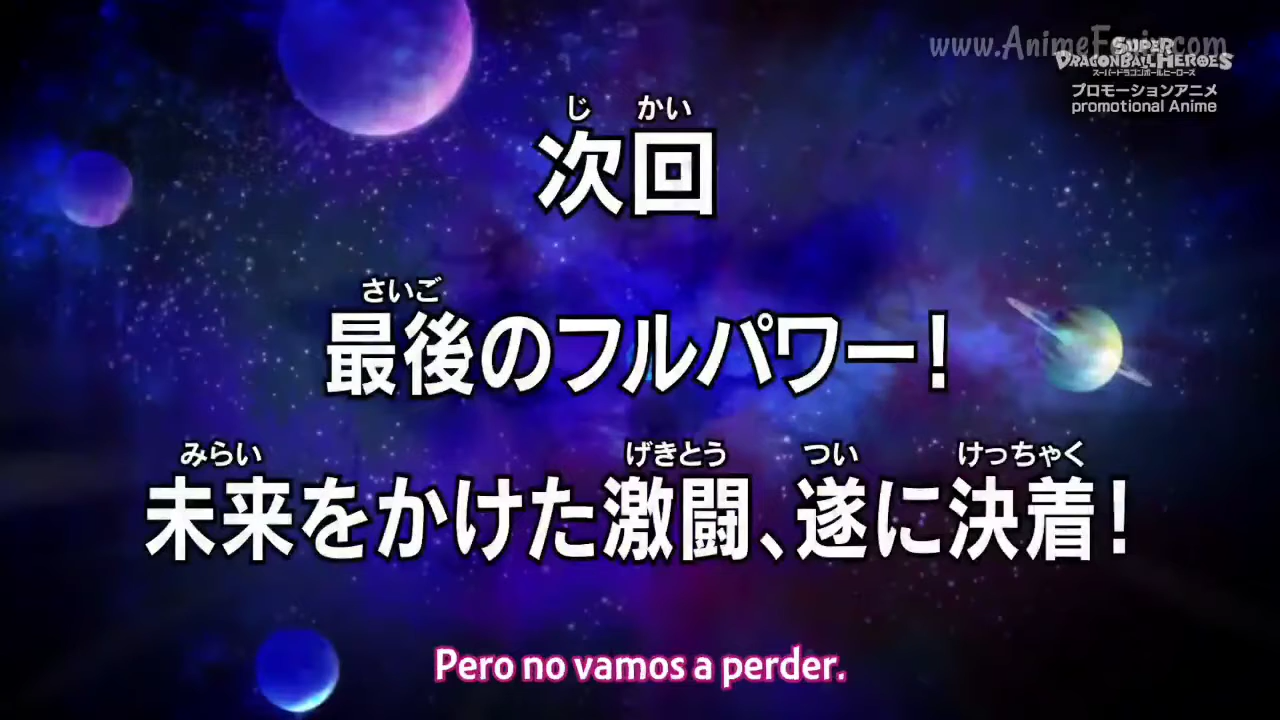 SUPER
DRAGONBALL HEROES
スーパードラゴンボールヒーローズ
プロモーションアニメ
promotional Anime
じ かい
次回
さいご
最後のフルパワー！
みらい げきとう つい けっちゃく
未来をかけた激闘、遂に決着！
Pero no vamos a perder.